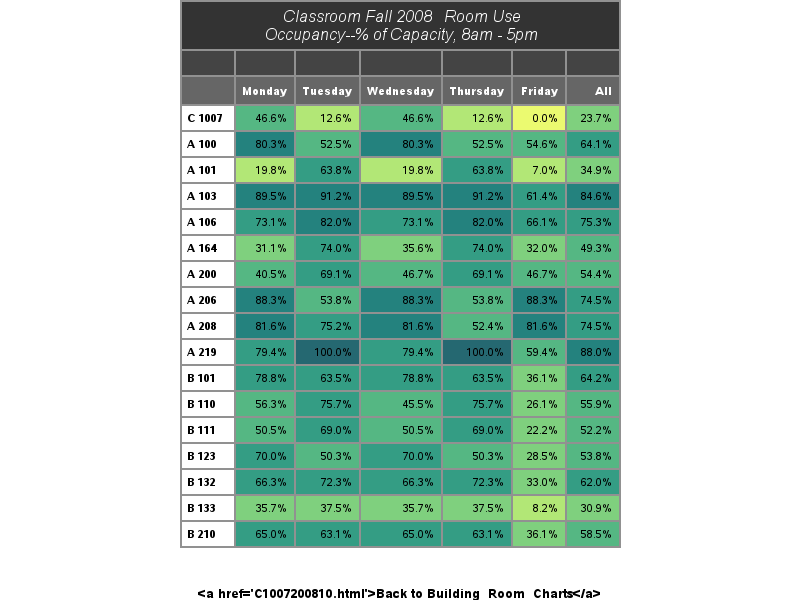 Classroom Fall 2008 Room Use
Occupancy--% of Capacity, 8am - 5pm
Monday Tuesday Wednesday Thursday Friday All
C 1007 46.6% 12.6% 46.6% 12.6% 0.0% 23.7%
A 100 80.3% 52.5% 80.3% 52.5% 54.6% 64.1%
A 101 19.8% 63.8% 19.8% 63.8% 7.0% 34.9%
A 103 89.5% 91.2% 89.5% 91.2% 61.4% 84.6%
A 106 73.1% 82.0% 73.1% 82.0% 66.1% 75.3%
A 164 31.1% 74.0% 35.6% 74.0% 32.0% 49.3%
A 200 40.5% 69.1% 46.7% 69.1% 46.7% 54.4%
A 206 88.3% 53.8% 88.3% 53.8% 88.3% 74.5%
A 208 81.6% 75.2% 81.6% 52.4% 81.6% 74.5%
A 219 79.4% 100.0% 79.4% 100.0% 59.4% 88.0%
B 101 78.8% 63.5% 78.8% 63.5% 36.1% 64.2%
B 110 56.3% 75.7% 45.5% 75.7% 26.1% 55.9%
B 111 50.5% 69.0% 50.5% 69.0% 22.2% 52.2%
B 123 70.0% 50.3% 70.0% 50.3% 28.5% 53.8%
B 132 66.3% 72.3% 66.3% 72.3% 33.0% 62.0%
B 133 35.7% 37.5% 35.7% 37.5% 8.2% 30.9%
B 210 65.0% 63.1% 65.0% 63.1% 36.1% 58.5%
<a href='C1007200810.html'>Back to Building Room Charts</a>